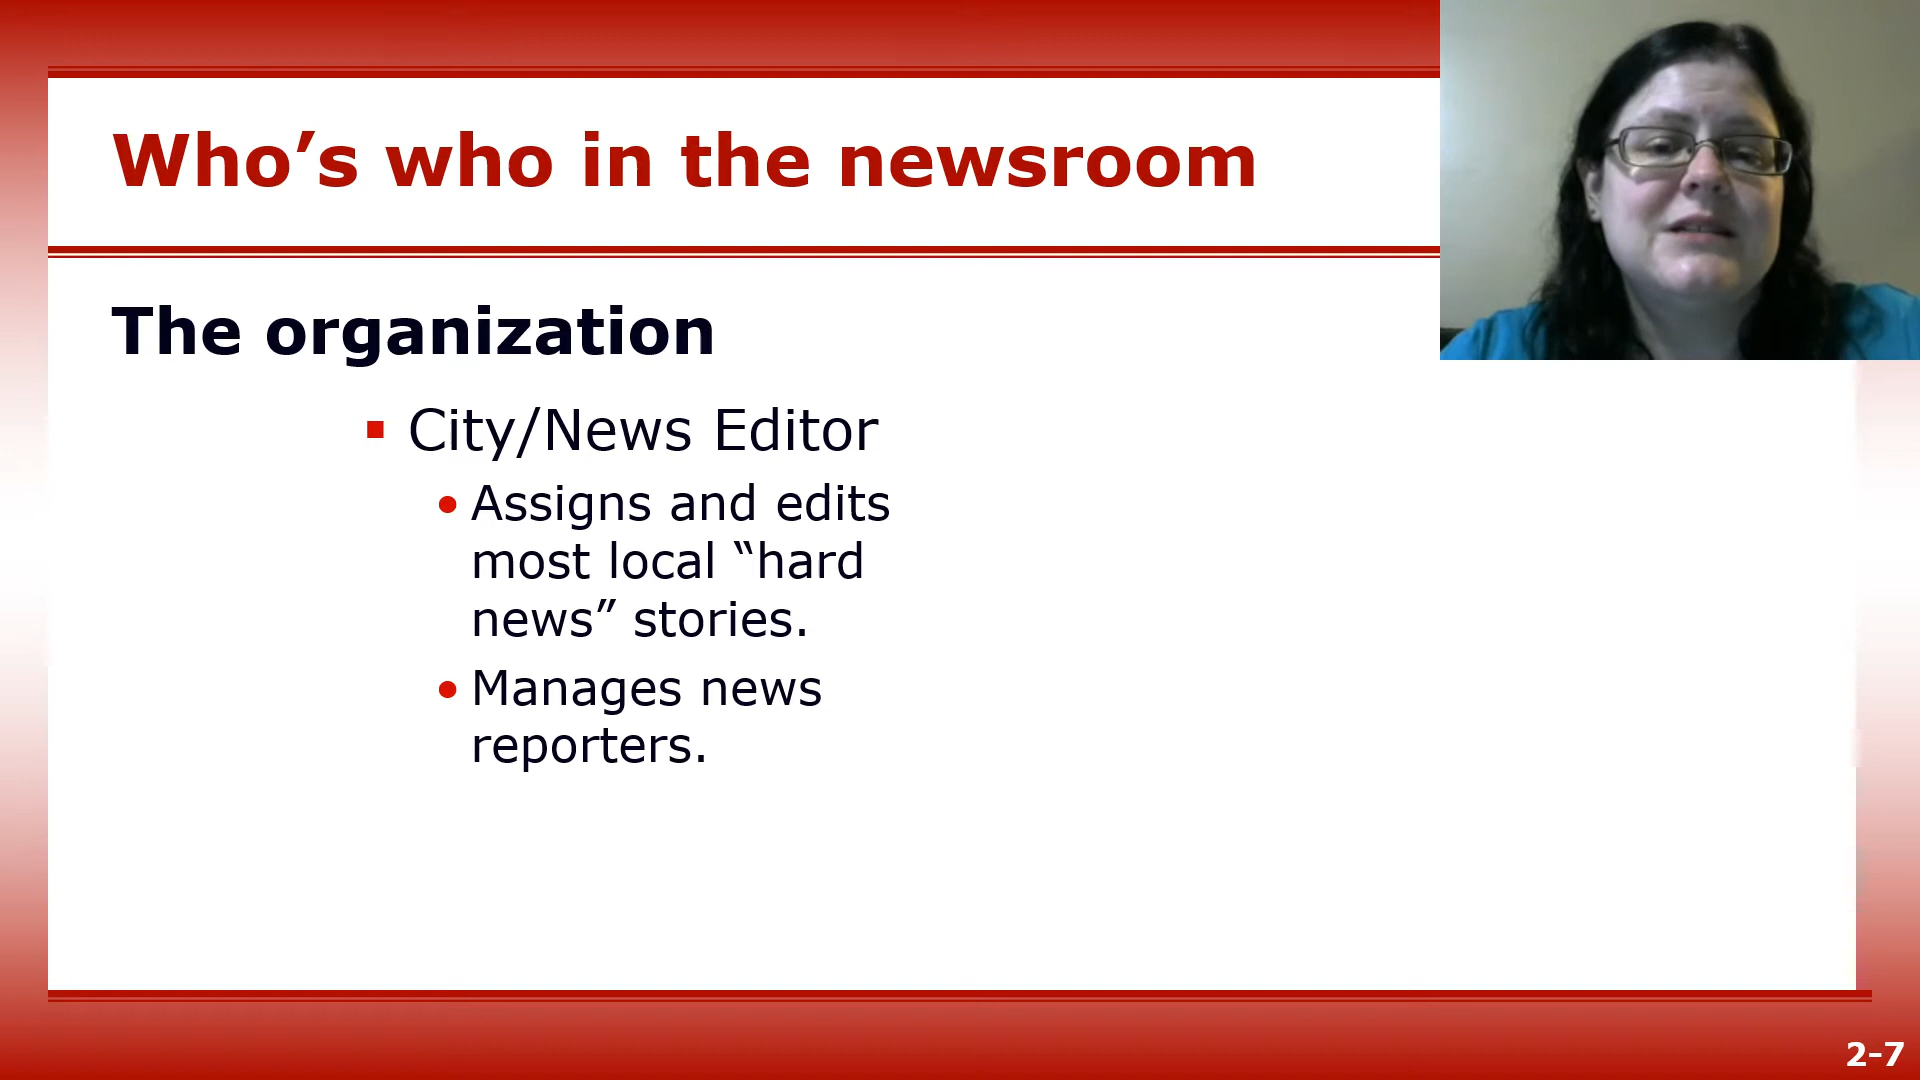 Who’s who in the newsroom
The organization
City/News Editor
Assigns and edits
most local “hard
news” stories.
Manages news
reporters.
2-7